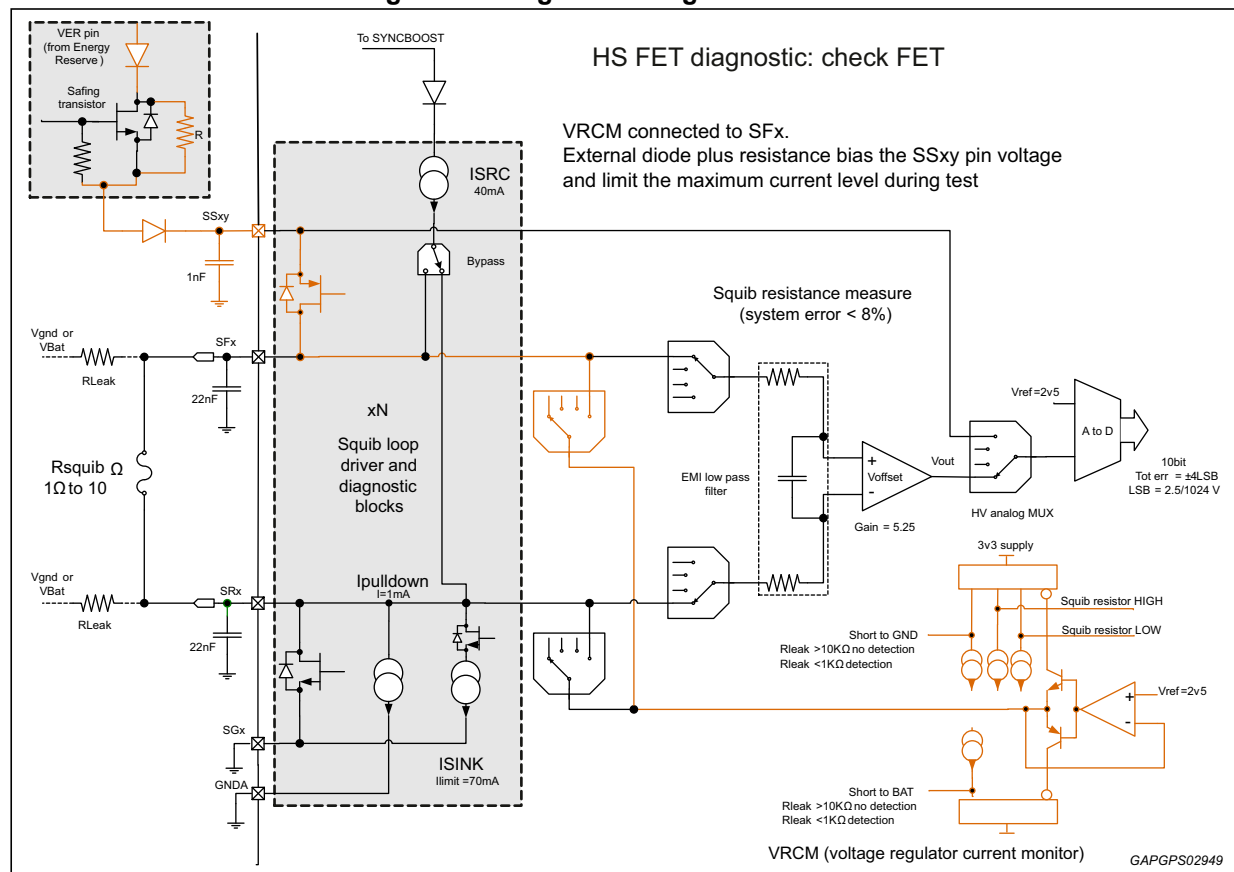 VER pin
(from Energy
Reserve)
Safing
transistor
R
To SYNCBOOST
HS FET diagnostic: check FET
VRCM connected to SFx.
External diode plus resistance bias the SSxy pin voltage
and limit the maximum current level during test
ISRC
40mA
SSxy
1nF
Bypass
Squib resistance measure
(system error < 8%)
Vgnd or
VBat
SFx
RLeak
22nF
xN
Squib loop
driver and
diagnostic
blocks
Rsquib Ω
1Ω to 10
EMI low pass
filter
+
Voffset
-
Gain = 5.25
Vout
HV analog MUX
Vref=2v5
A to D
10bit
Tot err = ±4LSB
LSB = 2.5/1024 V
Vgnd or
VBat
SRx
RLeak
22nF
Ipulldown
I=1mA
3v3 supply
Squib resistor HIGH
Squib resistor LOW
Short to GND
Rleak >10KΩ no detection
Rleak <1KΩ detection
+
-
Vref=2v5
SGx
GNDA
ISINK
Ilimit =70mA
Short to BAT
Rleak >10KΩ no detection
Rleak <1KΩ detection
VRCM (voltage regulator current monitor)
GAPGPS02949